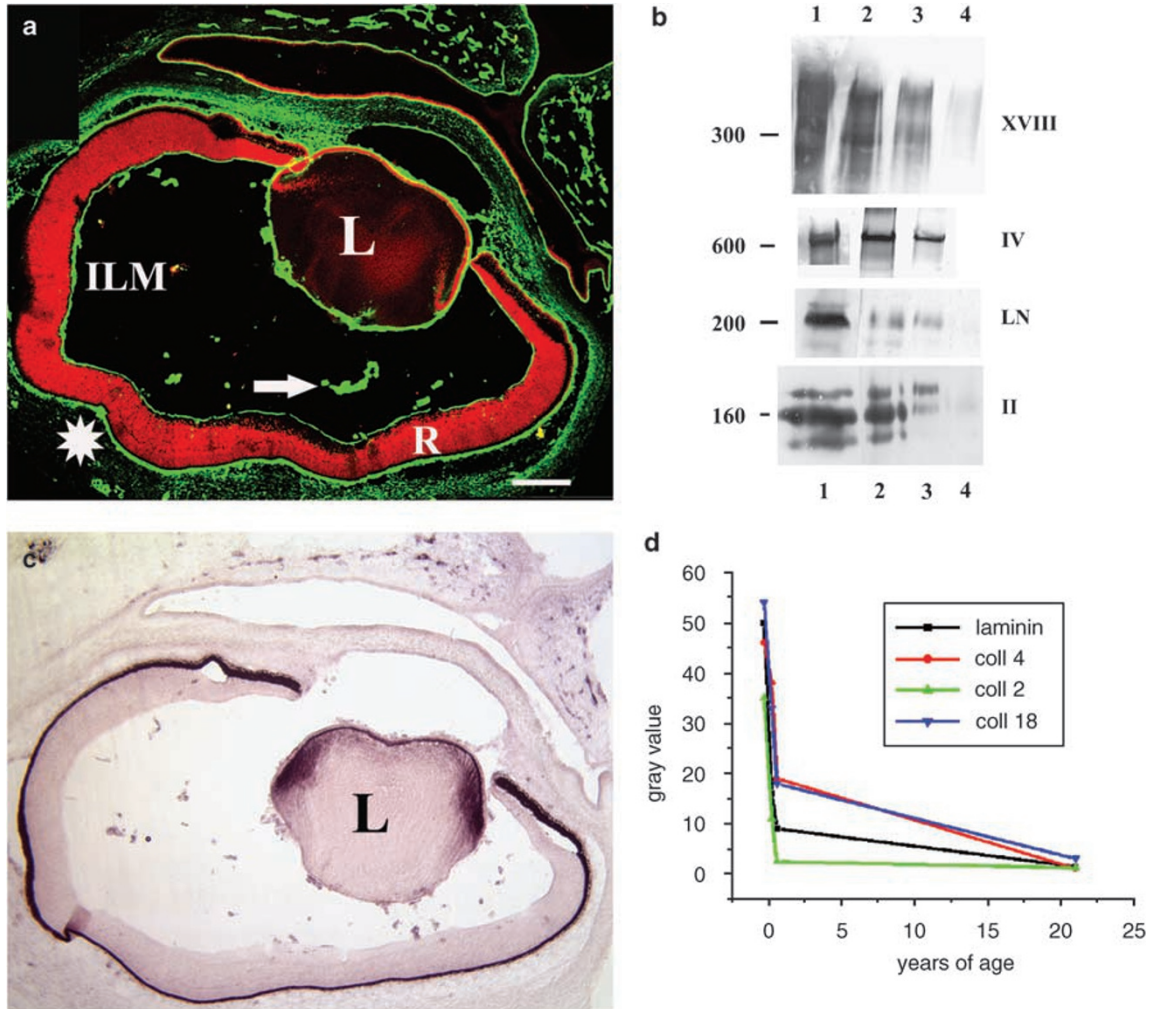 a
L
ILM
R
b
1 2 3 4
300
XVIII
600
IV
200
LN
160
II
1 2 3 4
c
L
d
60
50
40
30
20
10
0
gray value
laminin
coll 4
coll 2
coll 18
0 5 10 15 20 25
years of age